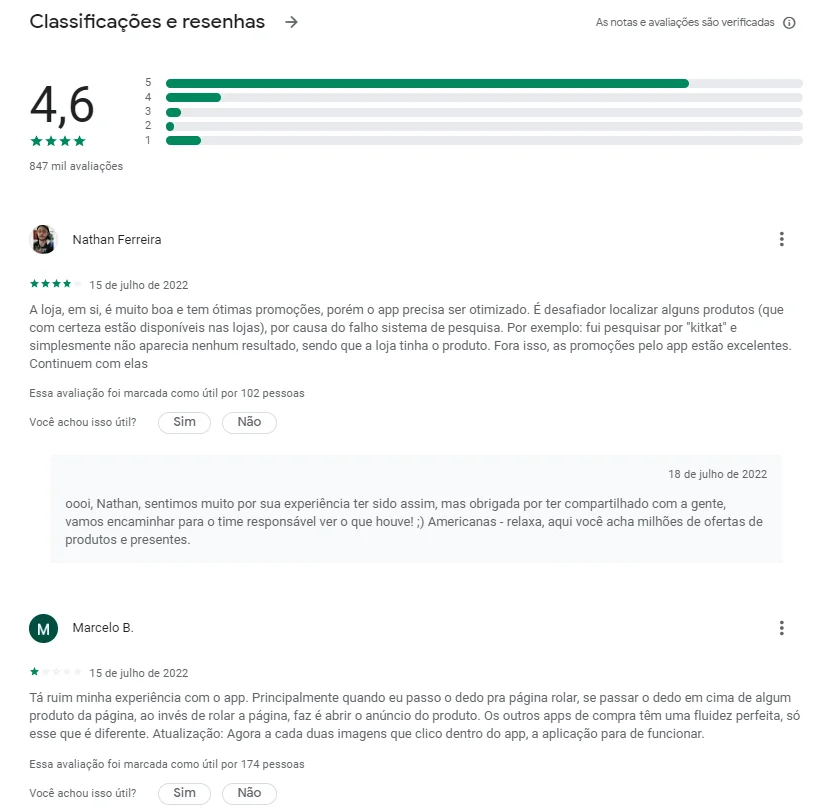 Classificações e resenhas
As notas e avaliações são verificadas
4,6
847 mil avaliações
5
4
3
2
1
Nathan Ferreira
15 de julho de 2022
A loja, em si, é muito boa e tem ótimas promoções, porém o app precisa ser otimizado. É desafiador localizar alguns produtos (que
com certeza estão disponíveis nas lojas), por causa do falho sistema de pesquisa. Por exemplo: fui pesquisar por "kitkat" e
simplesmente não aparecia nenhum resultado, sendo que a loja tinha o produto. Fora isso, as promoções pelo app estão excelentes.
Continuem com elas
Essa avaliação foi marcada como útil por 102 pessoas
Você achou isso útil? Sim Não
18 de julho de 2022
oooi, Nathan, sentimos muito por sua experiência ter sido assim, mas obrigada por ter compartilhado com a gente,
vamos encaminhar para o time responsável ver o que houve! ;) Americanas - relaxa, aqui você acha milhões de ofertas de
produtos e presentes.
M
Marcelo B.
15 de julho de 2022
Tá ruim minha experiência com o app. Principalmente quando eu passo o dedo pra página rolar, se passar o dedo em cima de algum
produto da página, ao invés de rolar a página, faz é abrir o anúncio do produto. Os outros apps de compra têm uma fluidez perfeita, só
esse que é diferente. Atualização: Agora a cada duas imagens que clico dentro do app, a aplicação para de funcionar.
Essa avaliação foi marcada como útil por 174 pessoas
Você achou isso útil? Sim Não